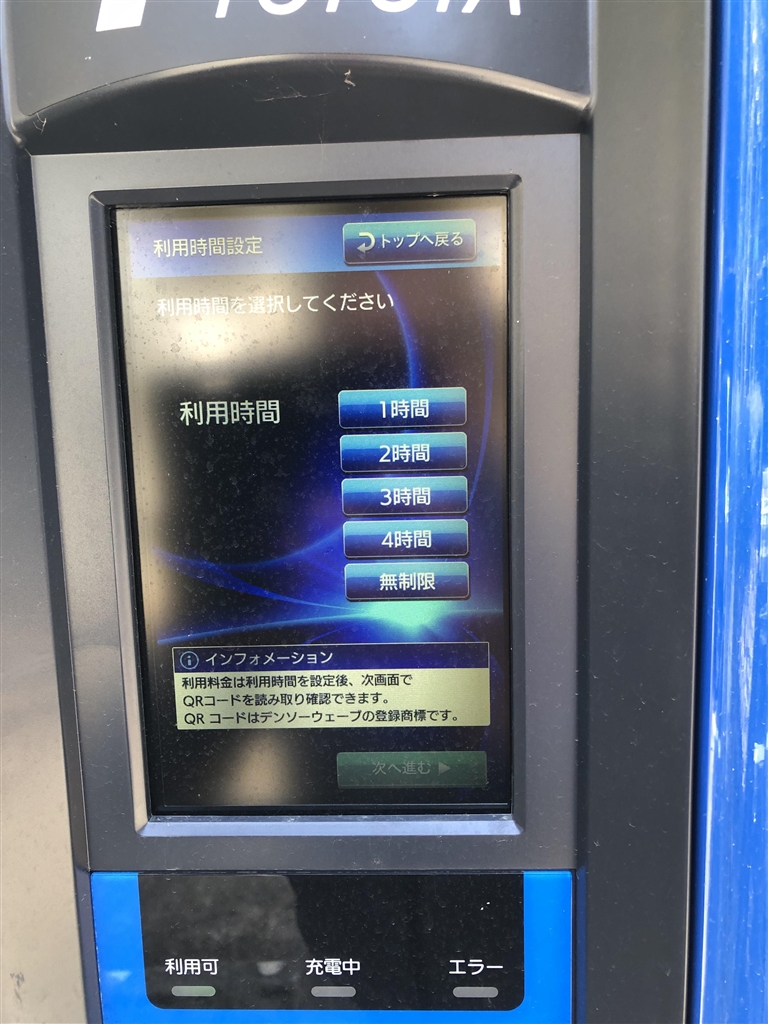 TOYOTA
利用時間設定
トップへ戻る
利用時間を選択してください
利用時間
1時間
2時間
3時間
4時間
無制限
インフォメーション
利用料金は利用時間を設定後、次画面で
QRコードを読み取り確認できます。
QR コードはデンソーウェーブの登録商標です。
次へ進む ▶
利用可
充電中
エラー